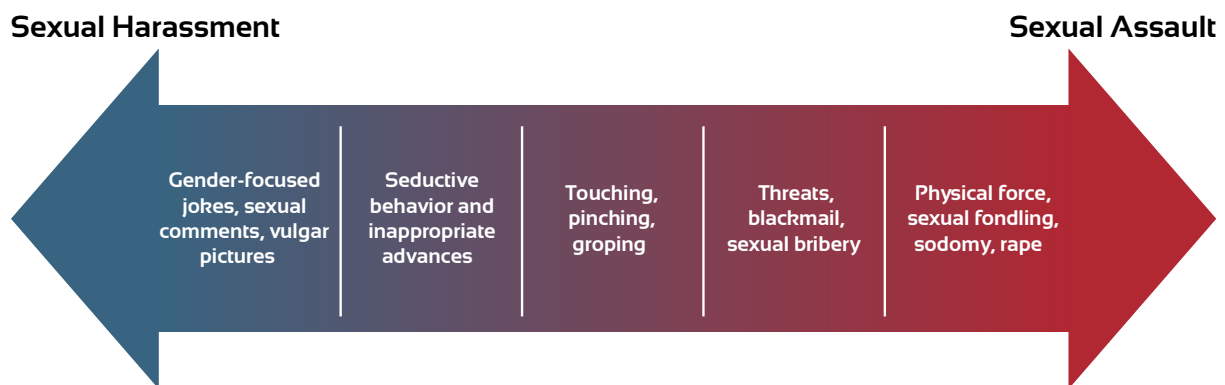 Sexual Harassment
Sexual Assault
Gender-focused
jokes, sexual
comments, vulgar
pictures
Seductive
behavior and
inappropriate
advances
Touching,
pinching,
groping
Threats,
blackmail,
sexual bribery
Physical force,
sexual fondling,
sodomy, rape